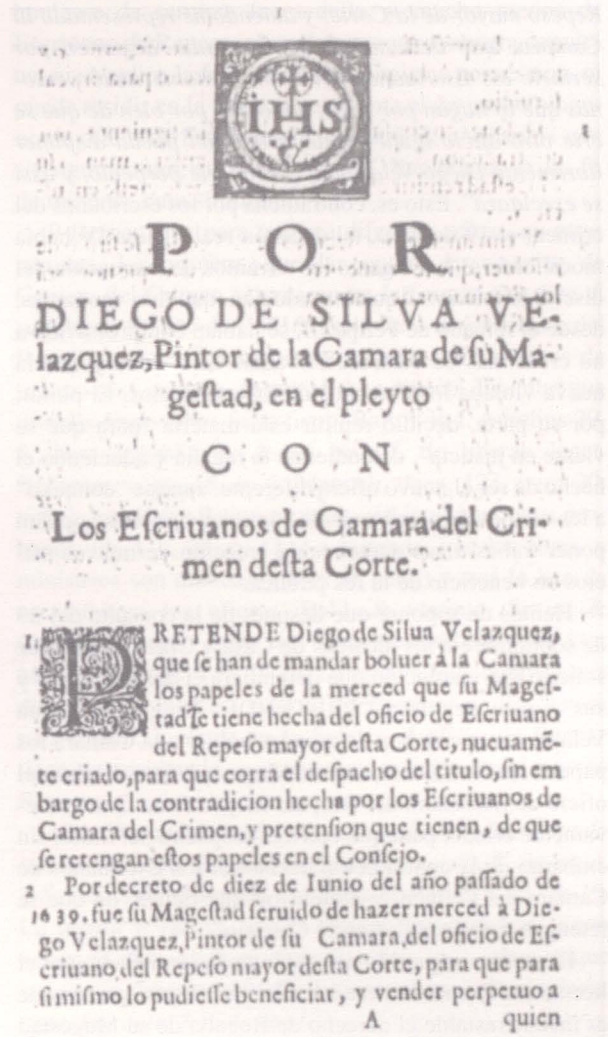 IHS
POR
DIEGO DE SILVA VE-
lazquez, Pintor de la Camara de ſu Ma-
geſtad, en el pleyto
CON
Los Eſcriuanos de Camara del Cri-
men deſta Corte.
1. PRETENDE Diego de Silua Velazquez,
que ſe han de mandar boluer à la Camara
los papeles de la merced que ſu Mageſ-
tad ſe tiene hecha del oficio de Eſcriuano
del Repeſo mayor deſta Corte, nueuamẽ-
te criado, para que corra el deſpacho del titulo, ſin em
bargo de la contradicion hecha por los Eſcriuanos de
Camara del Crimen, y pretenſion que tienen, de que
ſe retengan eſtos papeles en el Conſejo.
2 Por decreto de diez de Iunio del año paſſado de
1639. fue ſu Mageſtad ſeruido de hazer merced à Die-
go Velazquez, Pintor de ſu Camara, del oficio de Eſ-
criuano, del Repeſo mayor deſta Corte, para que para
ſi miſmo lo pudieſſe beneficiar, y vender perpetuo a
A quien